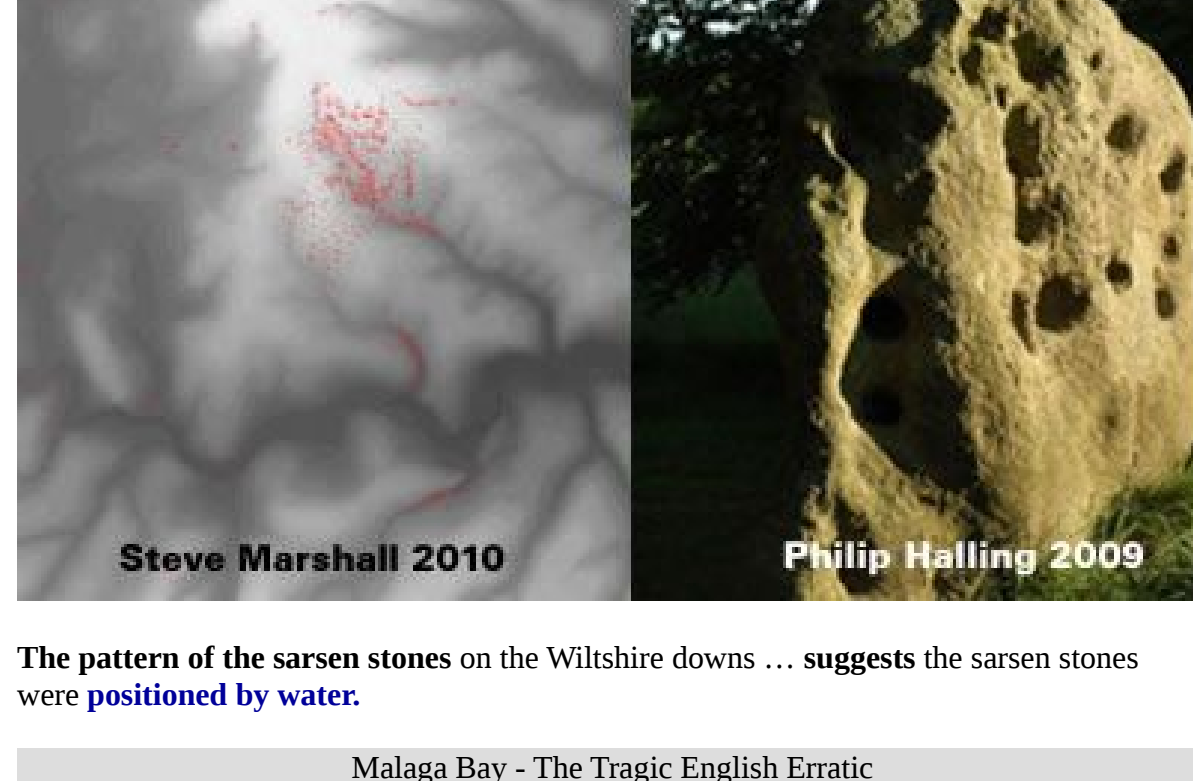 Steve Marshall 2010
Philip Halling 2009
The pattern of the sarsen stones on the Wiltshire downs … suggests the sarsen stones
were positioned by water.
Malaga Bay - The Tragic English Erratic